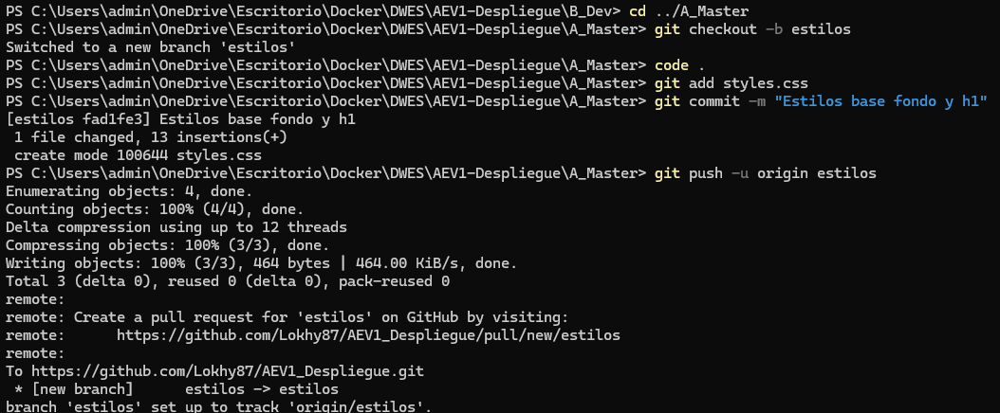 PS C:\Users\admin\OneDrive\Escritorio\Docker\DWES\AEV1-Despliegue\B_Dev> cd ../A_Master
PS C:\Users\admin\OneDrive\Escritorio\Docker\DWES\AEV1-Despliegue\A_Master> git checkout -b estilos
Switched to a new branch 'estilos'
PS C:\Users\admin\OneDrive\Escritorio\Docker\DWES\AEV1-Despliegue\A_Master> code .
PS C:\Users\admin\OneDrive\Escritorio\Docker\DWES\AEV1-Despliegue\A_Master> git add styles.css
PS C:\Users\admin\OneDrive\Escritorio\Docker\DWES\AEV1-Despliegue\A_Master> git commit -m "Estilos base fondo y h1"
[estilos fad1fe3] Estilos base fondo y h1
 1 file changed, 13 insertions(+)
 create mode 100644 styles.css
PS C:\Users\admin\OneDrive\Escritorio\Docker\DWES\AEV1-Despliegue\A_Master> git push -u origin estilos
Enumerating objects: 4, done.
Counting objects: 100% (4/4), done.
Delta compression using up to 12 threads
Compressing objects: 100% (3/3), done.
Writing objects: 100% (3/3), 464 bytes | 464.00 KiB/s, done.
Total 3 (delta 0), reused 0 (delta 0), pack-reused 0
remote:
remote: Create a pull request for 'estilos' on GitHub by visiting:
remote:      https://github.com/Lokhy87/AEV1_Despliegue/pull/new/estilos
remote:
To https://github.com/Lokhy87/AEV1_Despliegue.git
 * [new branch]      estilos -> estilos
branch 'estilos' set up to track 'origin/estilos'.